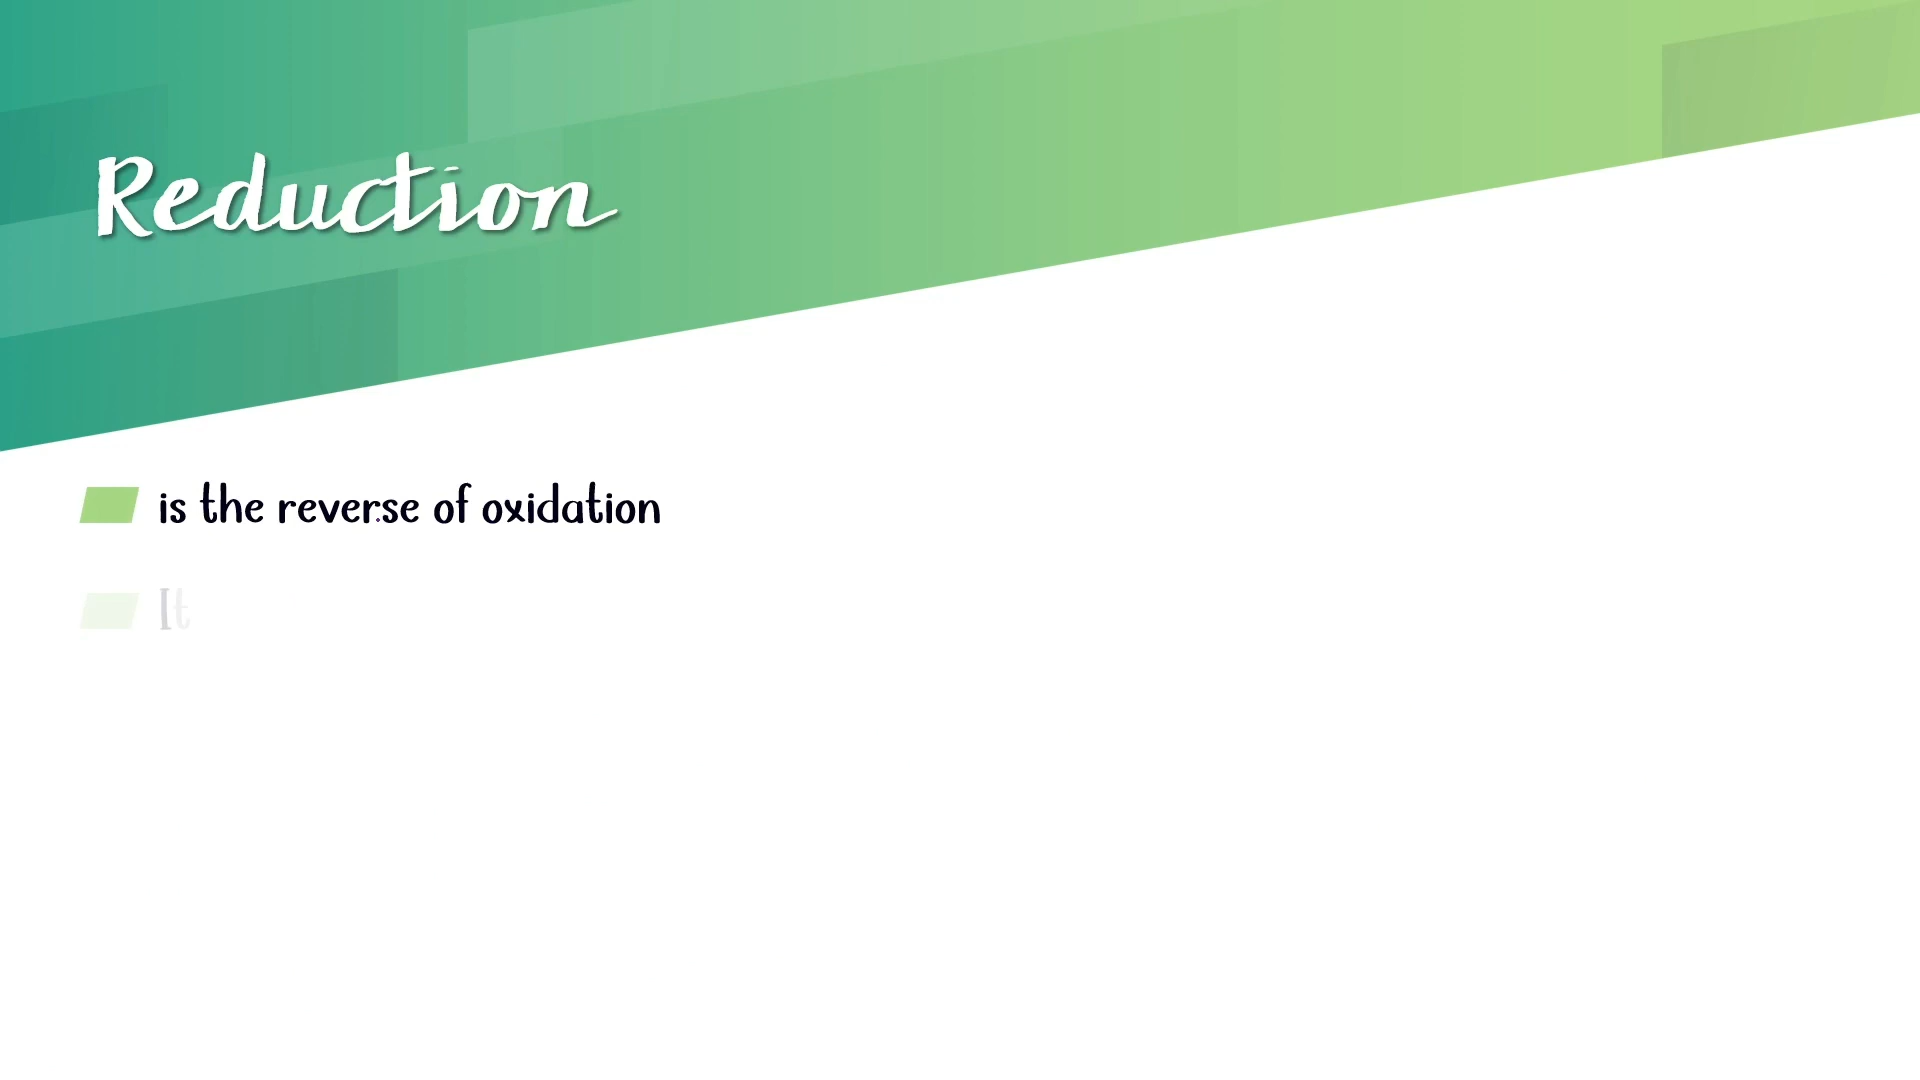 Reduction
is the reverse of oxidation
It